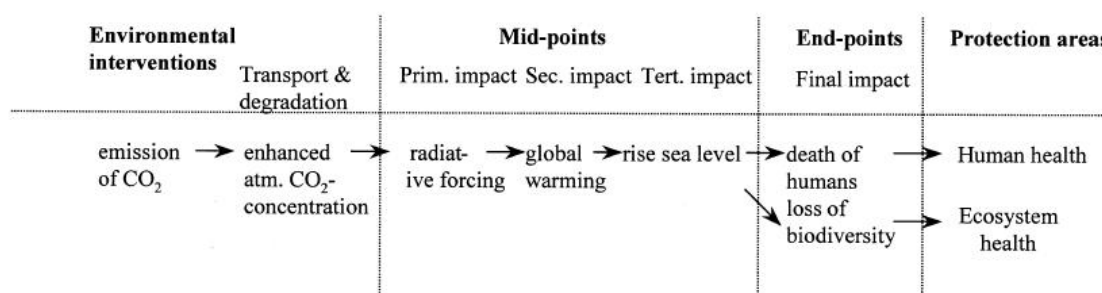 Environmental
interventions
Transport &
degradation
Mid-points
Prim. impact Sec. impact Tert. impact
End-points
Final impact
Protection areas
emission
of CO₂
enhanced
atm. CO₂-
concentration
radiat-
ive forcing
global
warming
rise sea level
death of
humans
loss of
biodiversity
Human health
Ecosystem
health